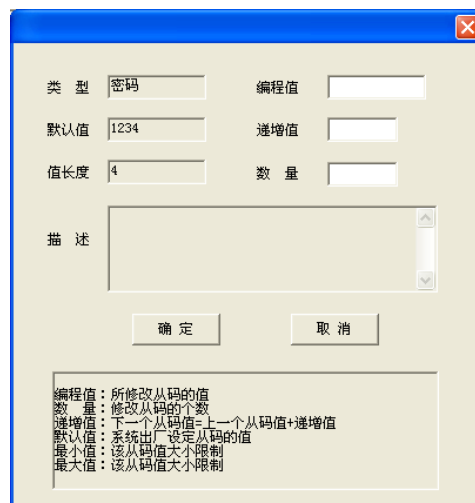 类 型 密码 编程值
默认值 1234 递增值
值长度 4 数 量
描 述
确 定 取 消
编程值：所修改从码的值
数 量：修改从码的个数
递增值：下一个从码值=上一个从码值+递增值
默认值：系统出厂设定从码的值
最小值：该从码值大小限制
最大值：该从码值大小限制